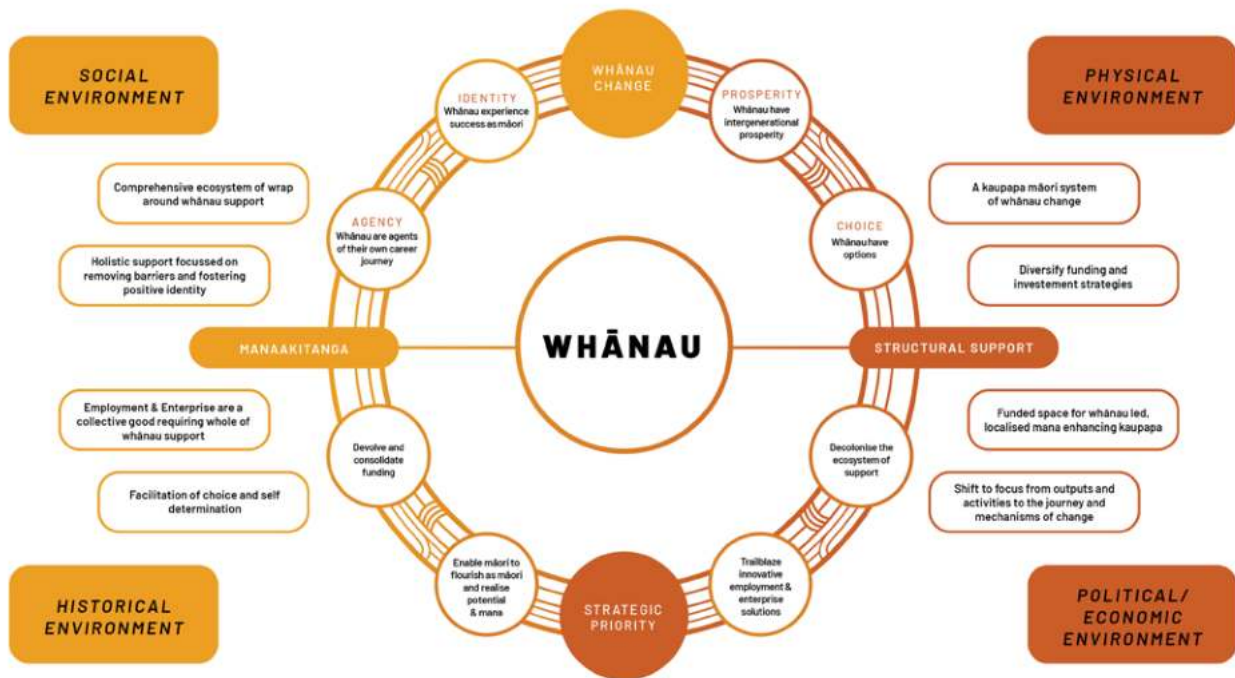 SOCIAL
ENVIRONMENT
WHĀNAU
CHANGE
PHYSICAL
ENVIRONMENT
IDENTITY
Whānau experience
success as māori
PROSPERITY
Whānau have
intergenerational
prosperity
Comprehensive ecosystem of wrap
around whānau support
AGENCY
Whānau are agents
of their own career
journey
CHOICE
Whānau have
options
A kaupapa māori system
of whānau change
Holistic support focussed on
removing barriers and fostering
positive identity
Diversify funding and
investement strategies
MANAAKITANGA
WHĀNAU
STRUCTURAL SUPPORT
Employment & Enterprise are a
collective good requiring whole of
whānau support
Devolve and
consolidate
funding
Decolonise the
ecosystem of
support
Funded space for whānau led,
localised mana enhancing kaupapa
Facilitation of choice and self
determination
Shift to focus from outputs and
activities to the journey and
mechanisms of change
Enable māori to
flourish as māori
and realise
potential
& mana
STRATEGIC
PRIORITY
Trailblaze
innovative
employment &
enterprise
solutions
HISTORICAL
ENVIRONMENT
POLITICAL/
ECONOMIC
ENVIRONMENT